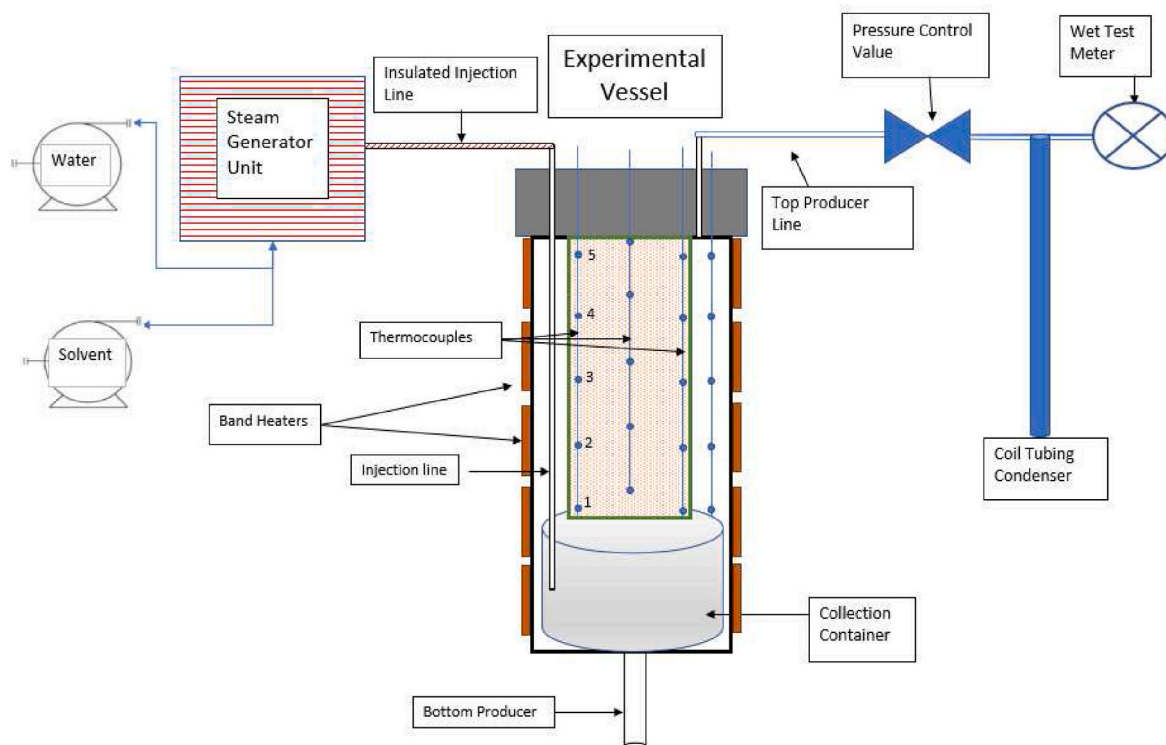 Pressure Control
Value
Wet Test
Meter
Insulated Injection
Line
Experimental
Vessel
Steam
Generator
Unit
Water
Top Producer
Line
5
4
Thermocouples
Solvent
3
Band Heaters
2
Injection line
Coil Tubing
Condenser
1
Collection
Container
Bottom Producer